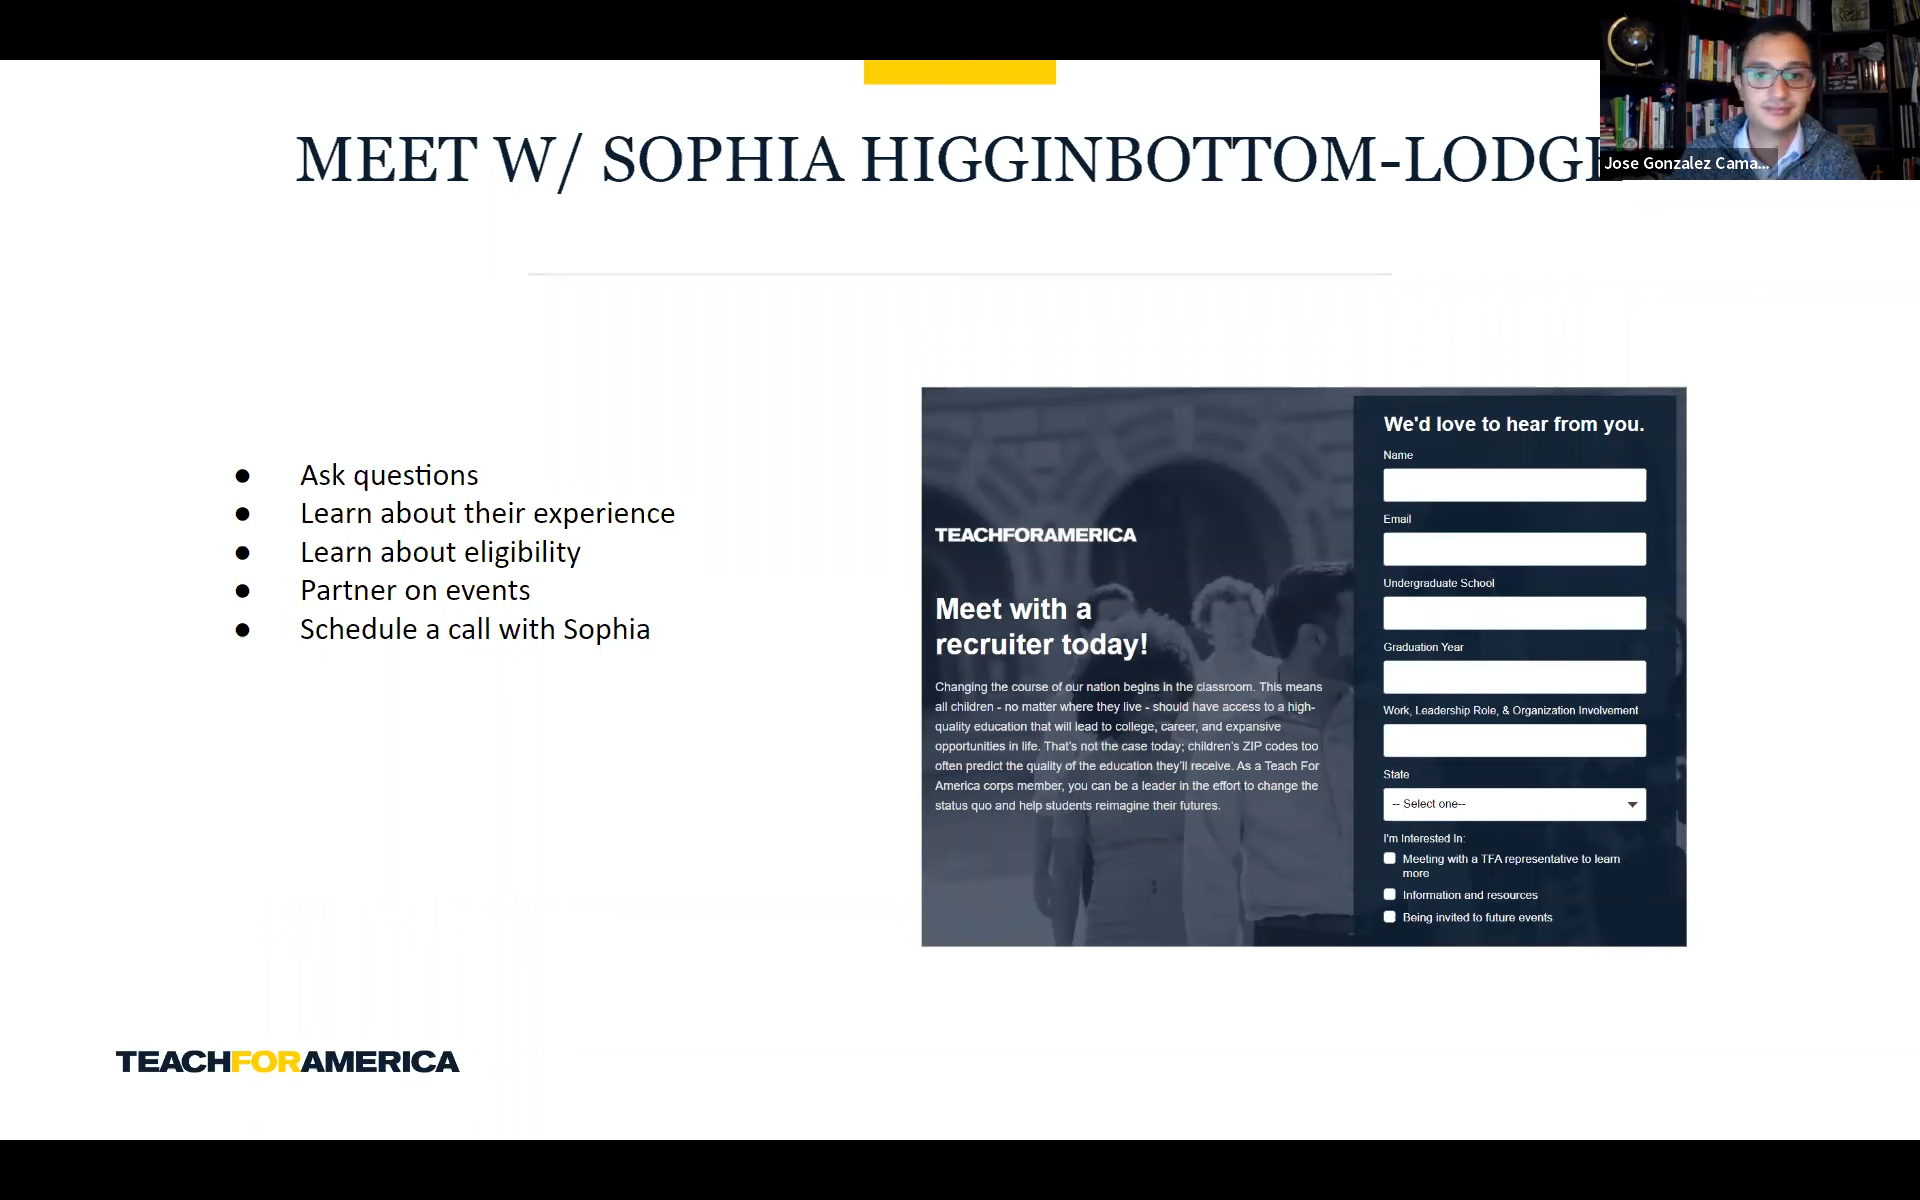 MEET W/ SOPHIA HIGGINBOTTOM-LODGE
Jose Gonzalez Cama...
Read
● Ask questions
● Learn about their experience
● Learn about eligibility
● Partner on events
● Schedule a call with Sophia
TEACHFORAMERICA
Meet with a
recruiter today!
Changing the course of our nation begins in the classroom. This means
all children - no matter where they live - should have access to a high-
quality education that will lead to college, career, and expansive
opportunities in life. That's not the case today; children's ZIP codes too
often predict the quality of the education they'll receive. As a Teach For
America corps member, you can be a leader in the effort to change the
status quo and help students reimagine their futures.
We'd love to hear from you.
Name
Email
Undergraduate School
Graduation Year
Work, Leadership Role, & Organization Involvement
State
-- Select one--
I'm Interested In:
Meeting with a TFA representative to learn
more
Information and resources
Being invited to future events
TEACHFORAMERICA